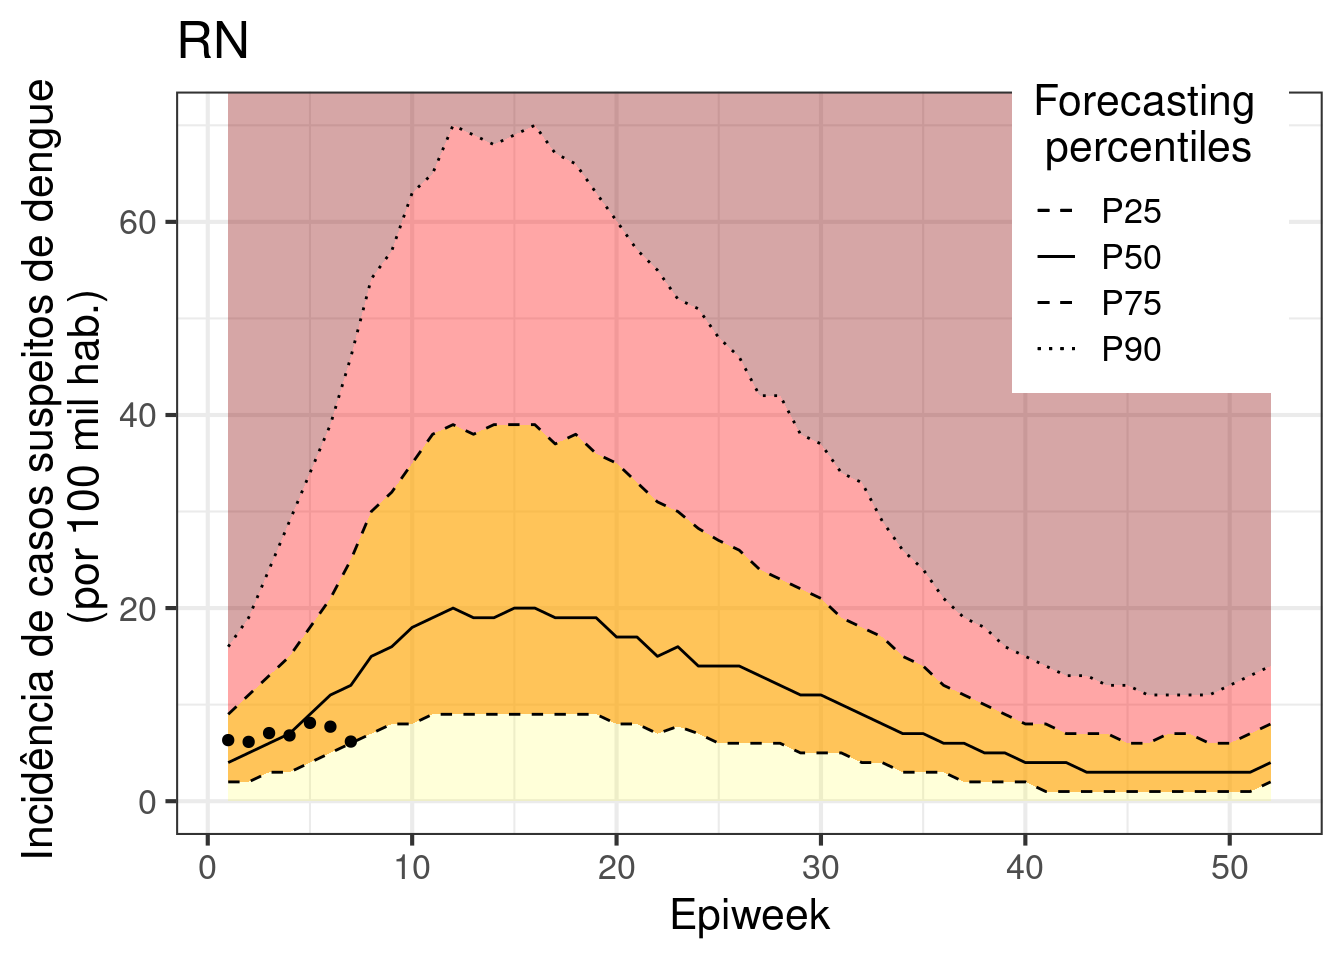 RN
Incidência de casos suspeitos de dengue
(por 100 mil hab.)
60
40
20
0
0 10 20 30 40 50
Epiweek
Forecasting
percentiles
P25
P50
P75
P90